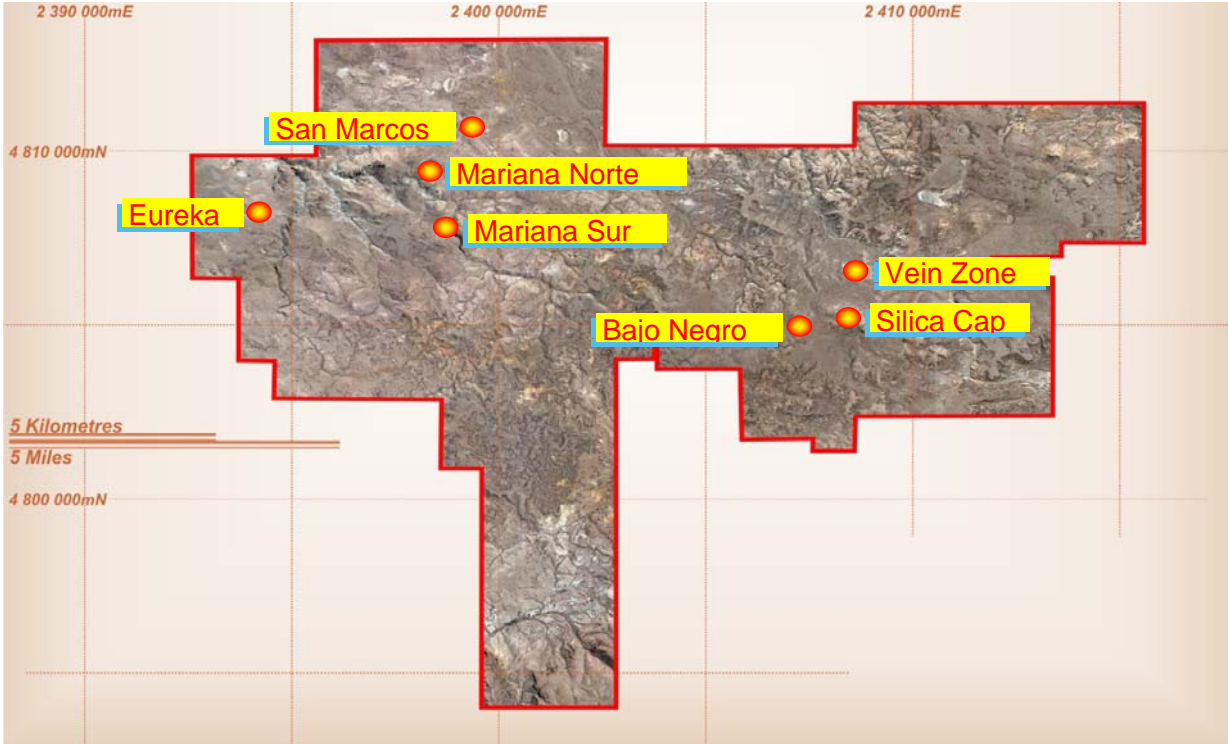 2 390 000mE
2 400 000mE
2 410 000mE
San Marcos
4 810 000mN
Mariana Norte
Eureka
Mariana Sur
Vein Zone
Silica Cap
Bajo Negro
5 Kilometres
5 Miles
4 800 000mN